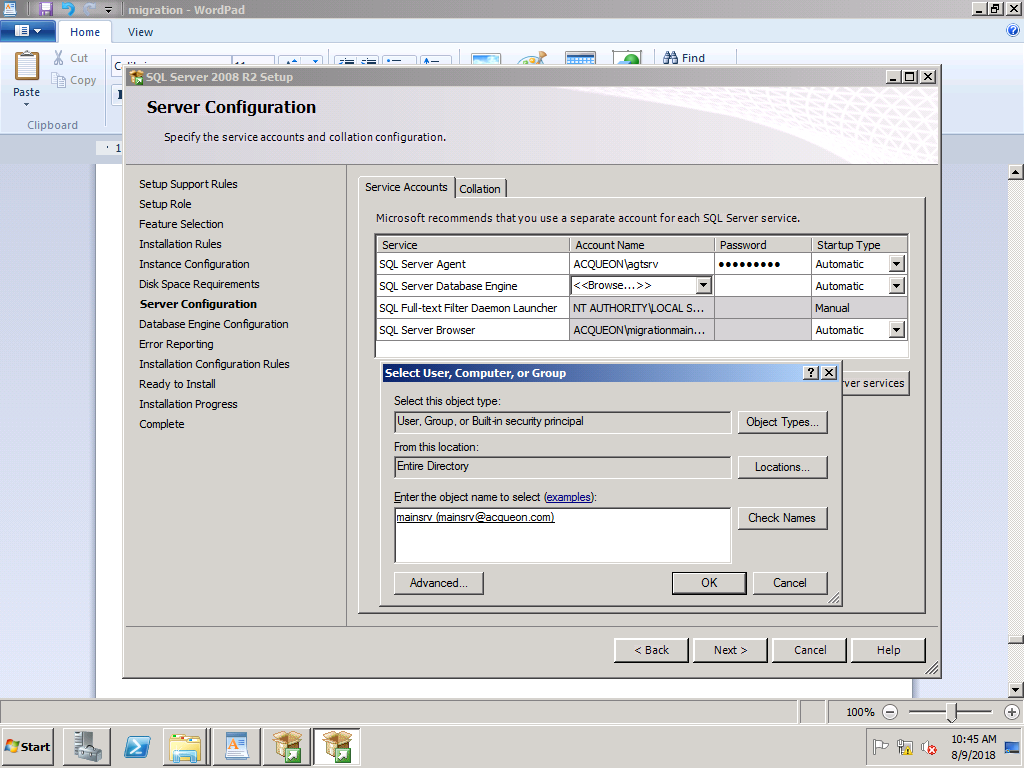 migration - WordPad
Home
View
Cut
Copy
Paste
Clipboard
Find
1
SQL Server 2008 R2 Setup
Server Configuration
Specify the service accounts and collation configuration.
Setup Support Rules
Setup Role
Feature Selection
Installation Rules
Instance Configuration
Disk Space Requirements
Server Configuration
Database Engine Configuration
Error Reporting
Installation Configuration Rules
Ready to Install
Installation Progress
Complete
Service Accounts
Collation
Microsoft recommends that you use a separate account for each SQL Server service.
Service Account Name Password Startup Type
SQL Server Agent ACQUEON\agtsrv ●●●●●●●●● Automatic
SQL Server Database Engine <<Browse...>> Automatic
SQL Full-text Filter Daemon Launcher NT AUTHORITY\LOCAL S... Manual
SQL Server Browser ACQUEON\migrationmain... Automatic
ver services
Select User, Computer, or Group
Select this object type:
User, Group, or Built-in security principal
Object Types...
From this location:
Entire Directory
Locations...
Enter the object name to select (examples):
mainsrv (mainsrv@acqueon.com)
Check Names
Advanced...
OK
Cancel
< Back
Next >
Cancel
Help
100%
Start
10:45 AM
8/9/2018